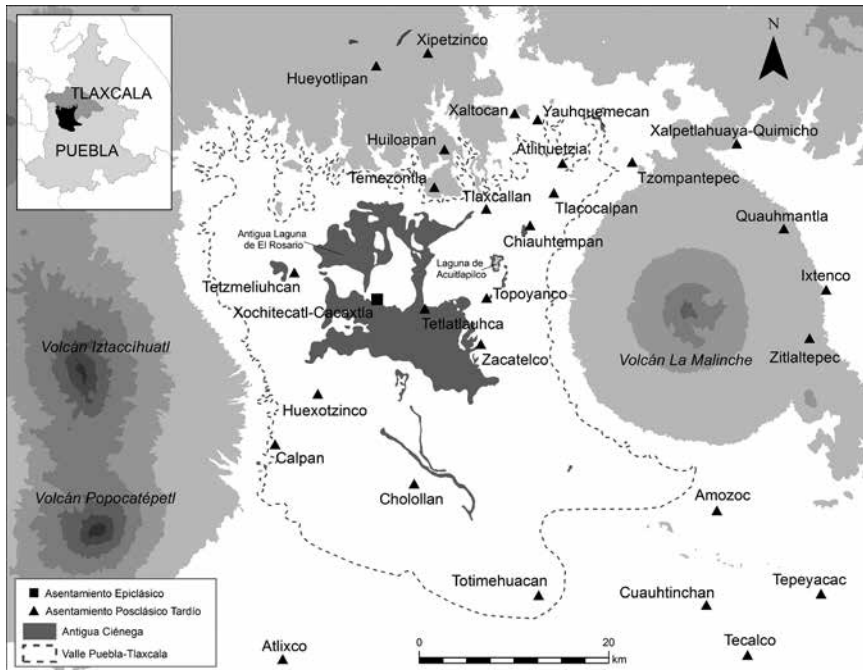 TLAXCALA
PUEBLA
N
Xipetzinco
Hueyotlipan
Xaltocan
Yauhquemecan
Xalpetlahuaya-Quimicho
Huiloapan
Atlihuetzia
Temezontla
Tzompantepec
Tlaxcallan
Tlacocalpan
Quauhmantla
Chiauhtempan
Antigua Laguna
de El Rosario
Laguna de
Acuitlapilco
Tetzmeliuhcan
Ixtenco
Topoyanco
Xochitecatl-Cacaxtla
Tetlatlauhca
Volcán Iztaccíhuatl
Zacatelco
Volcán La Malinche
Zitlaltepec
Huexotzinco
Calpan
Cholollan
Volcán Popocatépetl
Amozoc
Totimehuacan
Cuauhtinchan
Tepeyacac
Asentamiento Epiclásico
Asentamiento Posclásico Tardío
Antigua Ciénega
Valle Puebla-Tlaxcala
Atlixco
0 20
km
Tecalco